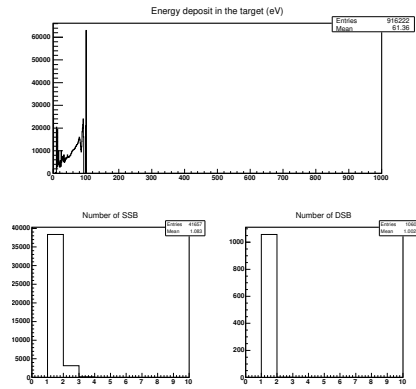 Energy deposit in the target (eV)
Entries 916222
Mean 61.36
60000
50000
40000
30000
20000
10000
0
0 100 200 300 400 500 600 700 800 900 1000
Number of SSB
Entries 41657
Mean 1.083
40000
35000
30000
25000
20000
15000
10000
5000
0
0 1 2 3 4 5 6 7 8 9 10
Number of DSB
Entries 1060
Mean 1.002
1000
800
600
400
200
0
0 1 2 3 4 5 6 7 8 9 10